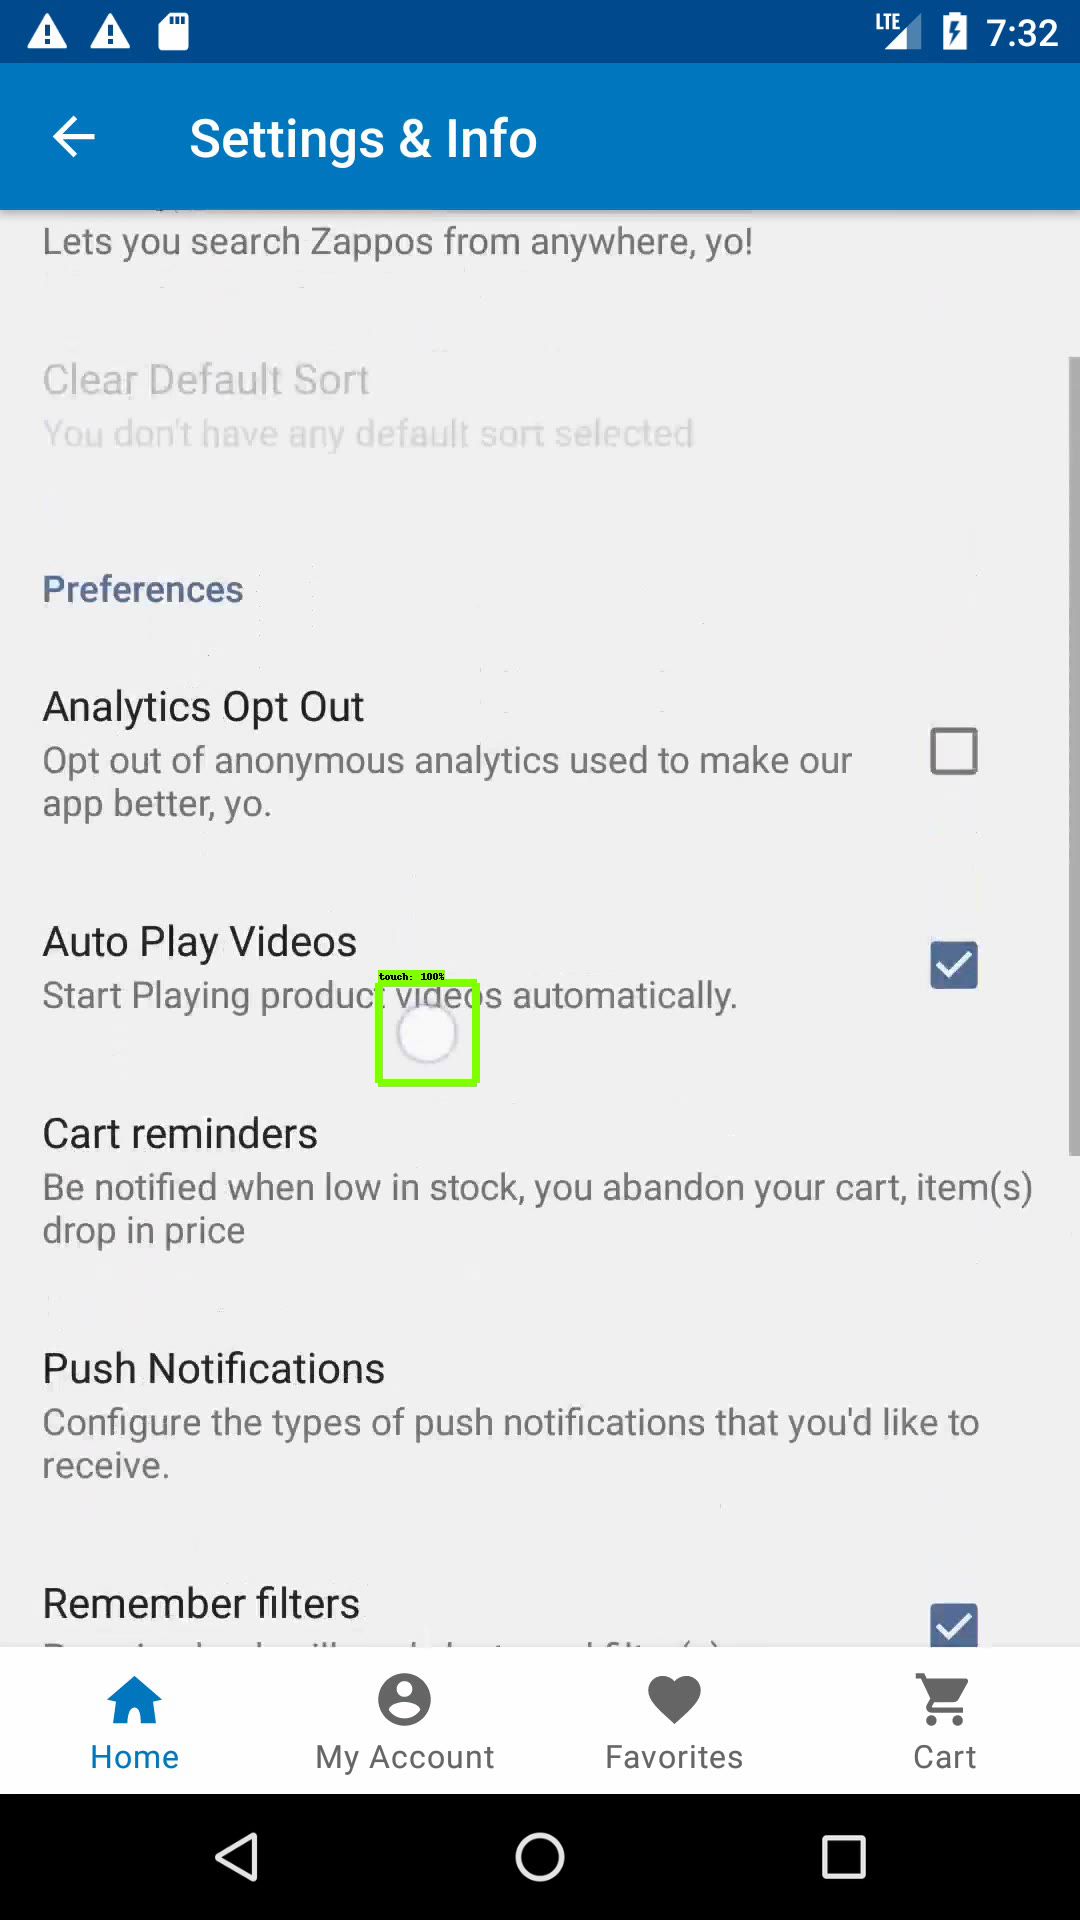 LTE 7:32
Settings & Info
Lets you search Zappos from anywhere, yo!
Clear Default Sort
You don't have any default sort selected
Preferences
Analytics Opt Out
Opt out of anonymous analytics used to make our
app better, yo.
Auto Play Videos
touch: 100%
Start Playing product videos automatically.
Cart reminders
Be notified when low in stock, you abandon your cart, item(s)
drop in price
Push Notifications
Configure the types of push notifications that you'd like to
receive.
Remember filters
Home
My Account
Favorites
Cart